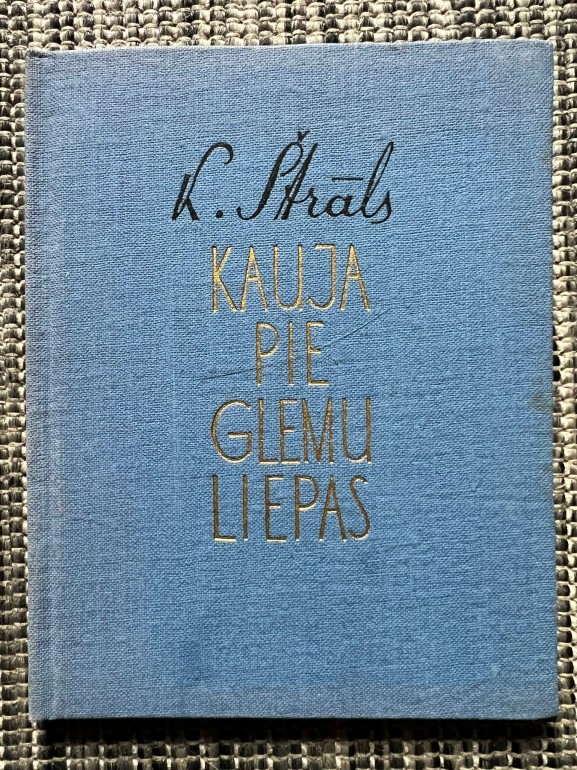 K. Štrāls
KAUJA
PIE
GLEMU
LIEPAS